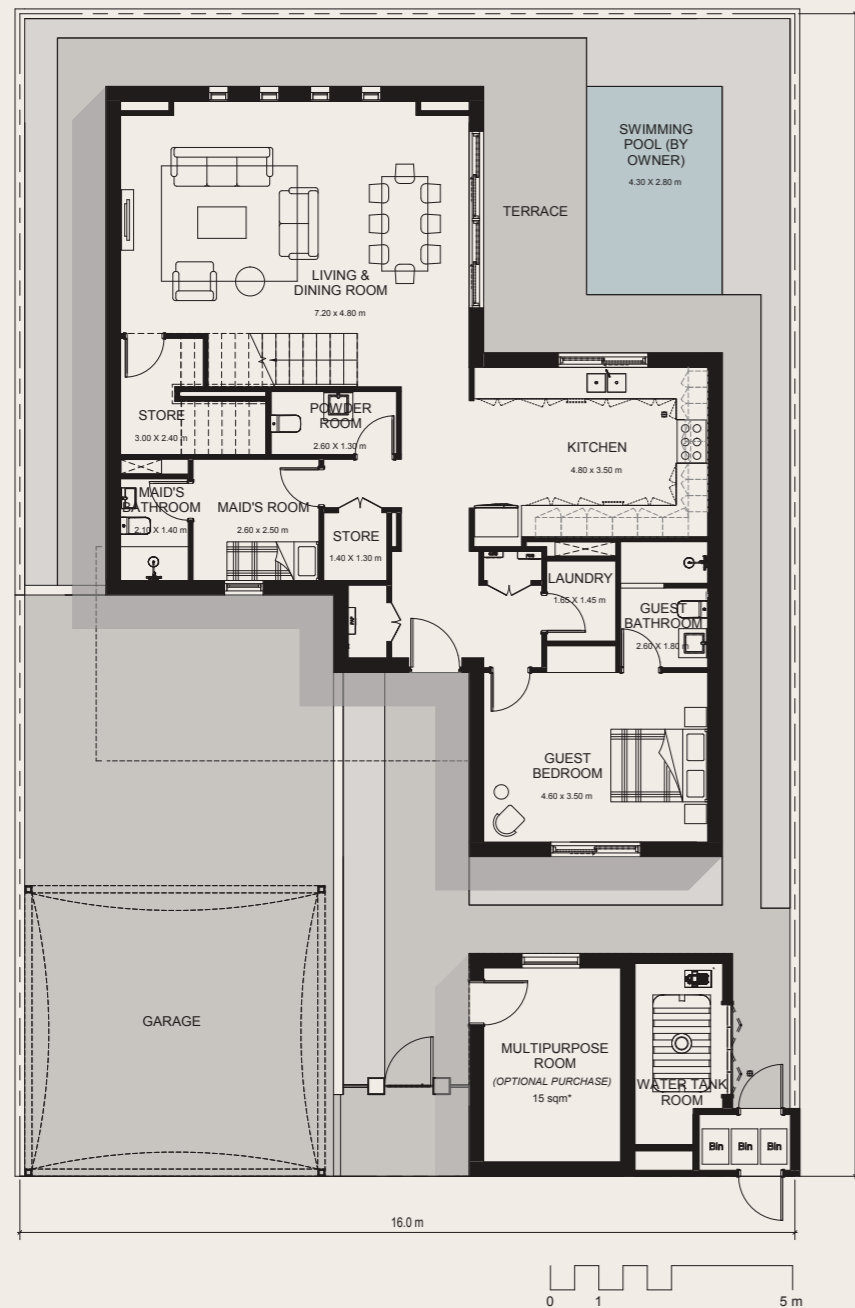 SWIMMING
POOL (BY
OWNER)
4.30 X 2.80 m
TERRACE
LIVING &
DINING ROOM
7.20 x 4.80 m
STORE
3.00 X 2.40 m
POWDER
ROOM
2.60 X 1.30 m
KITCHEN
4.80 x 3.50 m
MAID'S
BATHROOM
2.10 X 1.40 m
MAID'S ROOM
2.60 x 2.50 m
STORE
1.40 X 1.30 m
LAUNDRY
1.65 X 1.45 m
GUEST
BATHROOM
2.60 X 1.80 m
GUEST
BEDROOM
4.60 x 3.50 m
GARAGE
MULTIPURPOSE
ROOM
(OPTIONAL PURCHASE)
15 sqm*
WATER TANK
ROOM
Bin Bin Bin
16.0 m
0 1 5 m